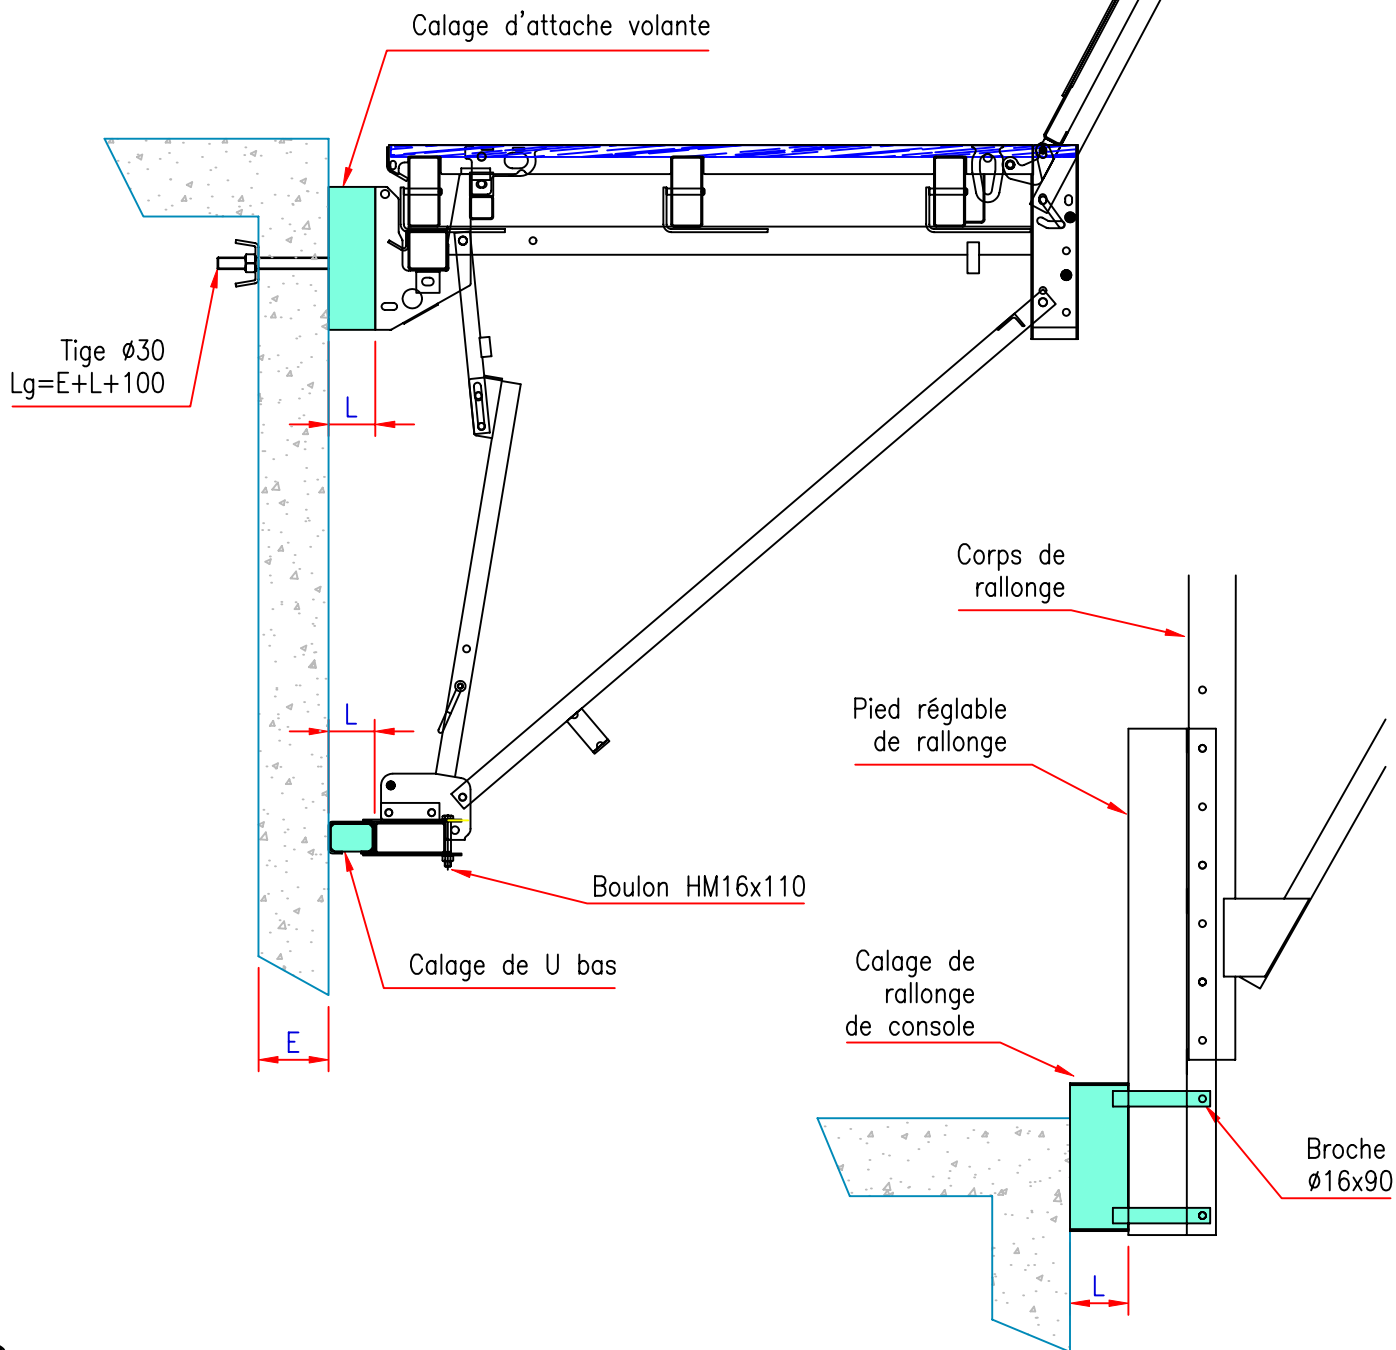 Calage d'attache volante
Tige ø30
Lg=E+L+100
L
L
Corps de
rallonge
Pied réglable
de rallonge
Boulon HM16x110
Calage de U bas
Calage de
rallonge
de console
E
Broche
ø16x90
L